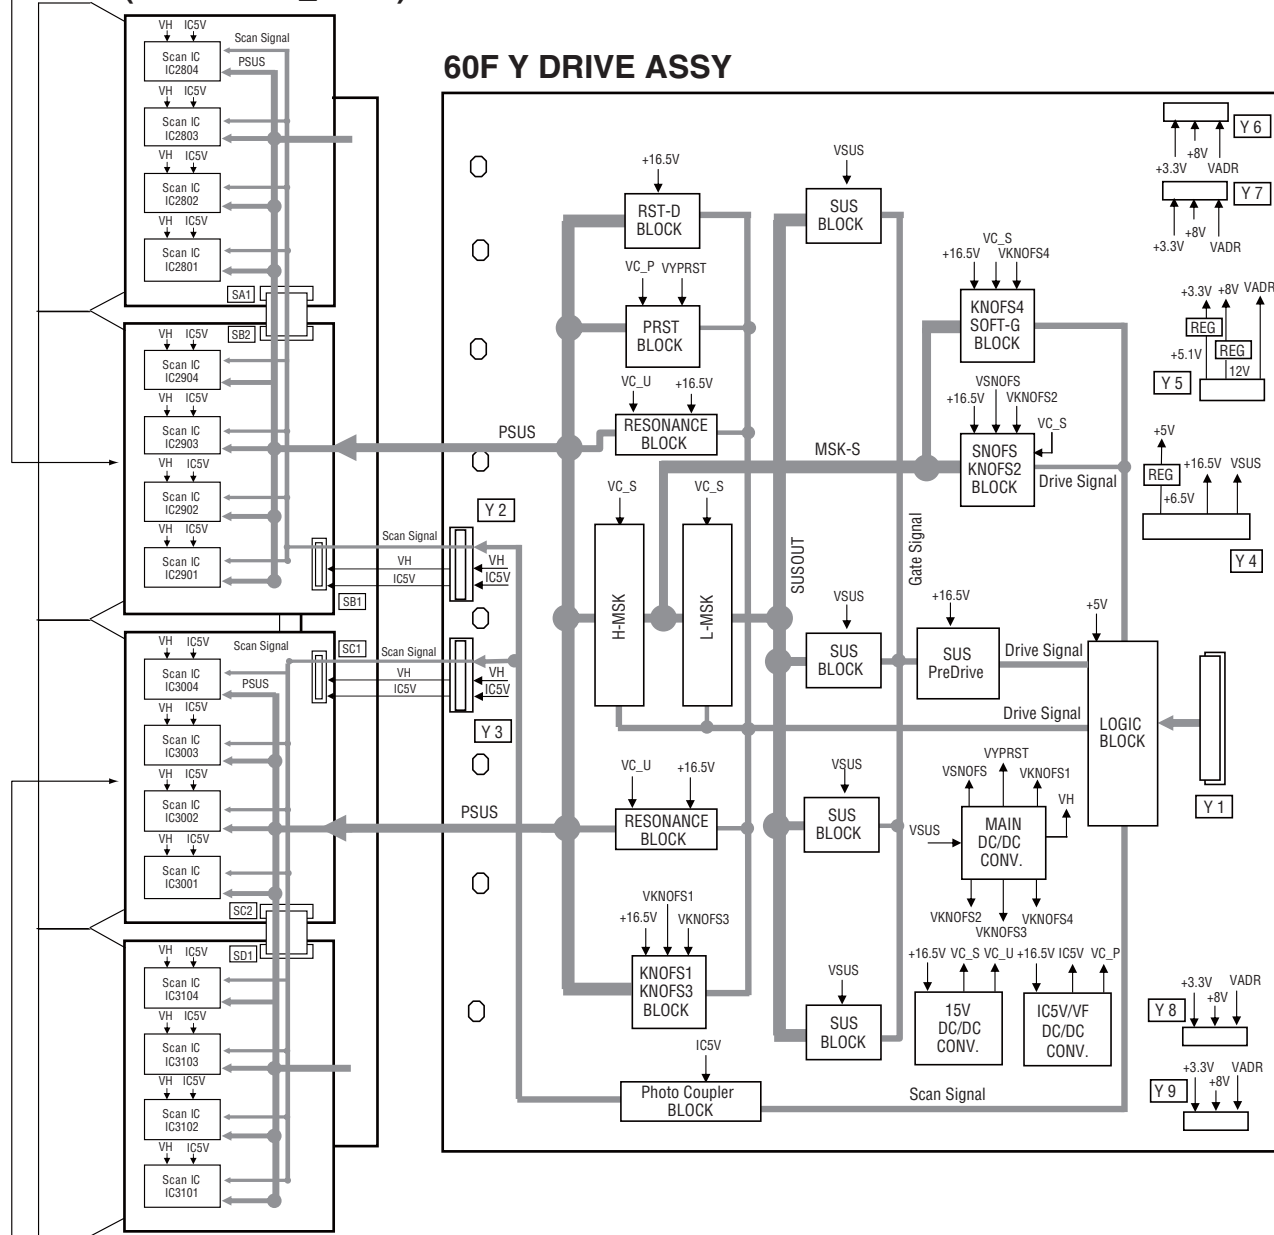 60F Y DRIVE ASSY
VH IC5V
Scan Signal
Scan IC
IC2804
PSUS
VH IC5V
Scan IC
IC2803
VH IC5V
Scan IC
IC2802
VH IC5V
Scan IC
IC2801
SA1
SB2
VH IC5V
Scan IC
IC2904
VH IC5V
Scan IC
IC2903
VH IC5V
Scan IC
IC2902
VH IC5V
Scan IC
IC2901
SB1
VH IC5V
Scan Signal
SC1
Scan IC
IC3004
PSUS
VH IC5V
Scan IC
IC3003
VH IC5V
Scan IC
IC3002
VH IC5V
Scan IC
IC3001
SC2
SD1
VH IC5V
Scan IC
IC3104
VH IC5V
Scan IC
IC3103
VH IC5V
Scan IC
IC3102
VH IC5V
Scan IC
IC3101
Scan Signal
VH
IC5V
Y 2
VH
IC5V
Scan Signal
VH
IC5V
VH
IC5V
Y 3
PSUS
PSUS
+16.5V
RST-D
BLOCK
VC_P VYPRST
PRST
BLOCK
VC_U +16.5V
RESONANCE
BLOCK
VC_S
H-MSK
VC_S
L-MSK
VC_U +16.5V
RESONANCE
BLOCK
VKNOFS1
+16.5V VKNOFS3
KNOFS1
KNOFS3
BLOCK
IC5V
Photo Coupler
BLOCK
VSUS
SUS
BLOCK
MSK-S
SUSOUT
Gate Signal
VSUS
SUS
BLOCK
VSUS
SUS
BLOCK
VSUS
SUS
BLOCK
VC_S
+16.5V VKNOFS4
KNOFS4
SOFT-G
BLOCK
VSNOFS
+16.5V VKNOFS2
VC_S
SNOFS
KNOFS2
BLOCK
Drive Signal
+16.5V
SUS
PreDrive
Drive Signal
Drive Signal
+5V
LOGIC
BLOCK
Y 1
VYPRST
VSNOFS VKNOFS1
VH
VSUS
MAIN
DC/DC
CONV.
VKNOFS2 VKNOFS4
VKNOFS3
+16.5V VC_S VC_U
15V
DC/DC
CONV.
+16.5V IC5V VC_P
IC5V/VF
DC/DC
CONV.
Scan Signal
Y 6
+8V
+3.3V VADR
Y 7
+8V
+3.3V VADR
+3.3V +8V VADR
REG
+5.1V REG
12V
Y 5
+5V
REG +16.5V VSUS
+6.5V
Y 4
+3.3V VADR
+8V
Y 8
+3.3V VADR
+8V
Y 9